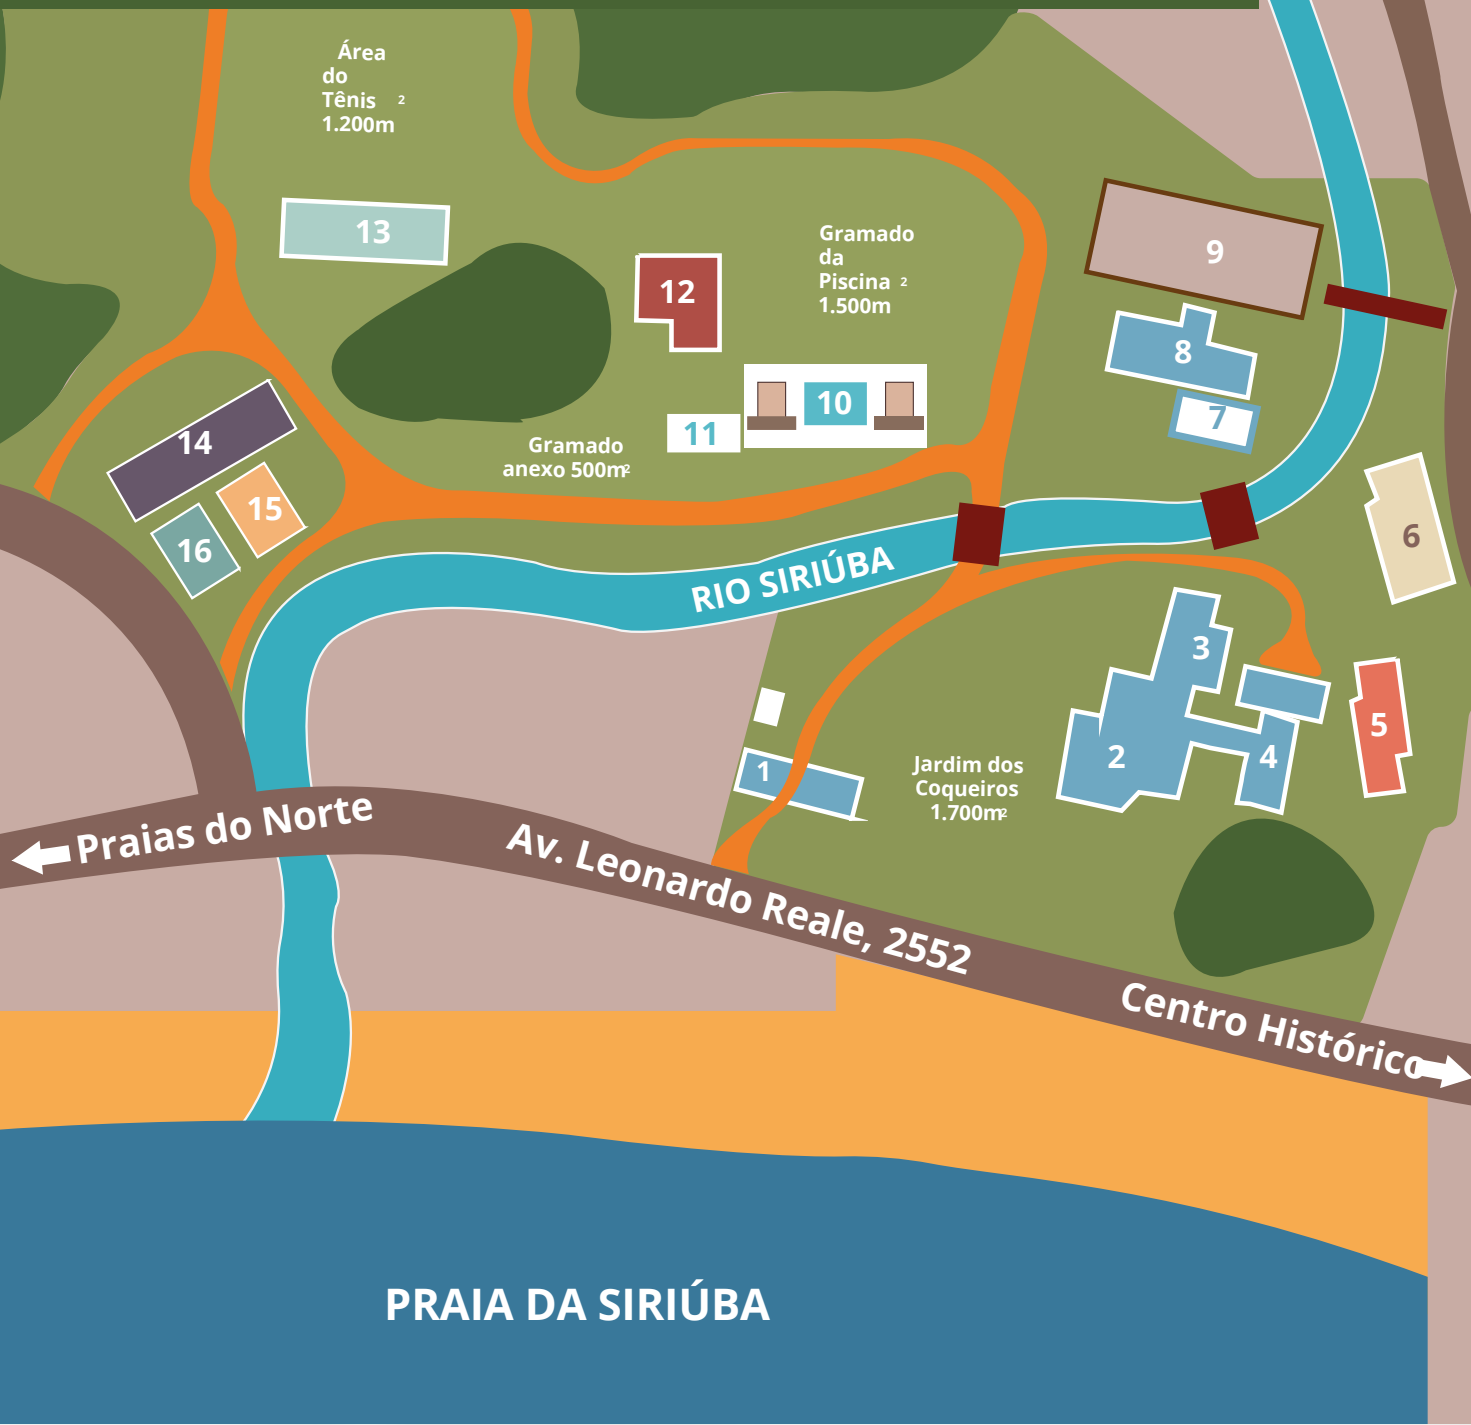 Área
do
Tênis 2
1.200m
13
12
Gramado
da
Piscina 2
1.500m
9
8
7
10
11
Gramado
anexo 500m2
14
15
16
6
RIO SIRIÚBA
3
5
1
2
4
Jardim dos
Coqueiros
1.700m2
Praias do Norte
Av. Leonardo Reale, 2552
Centro Histórico
PRAIA DA SIRIÚBA